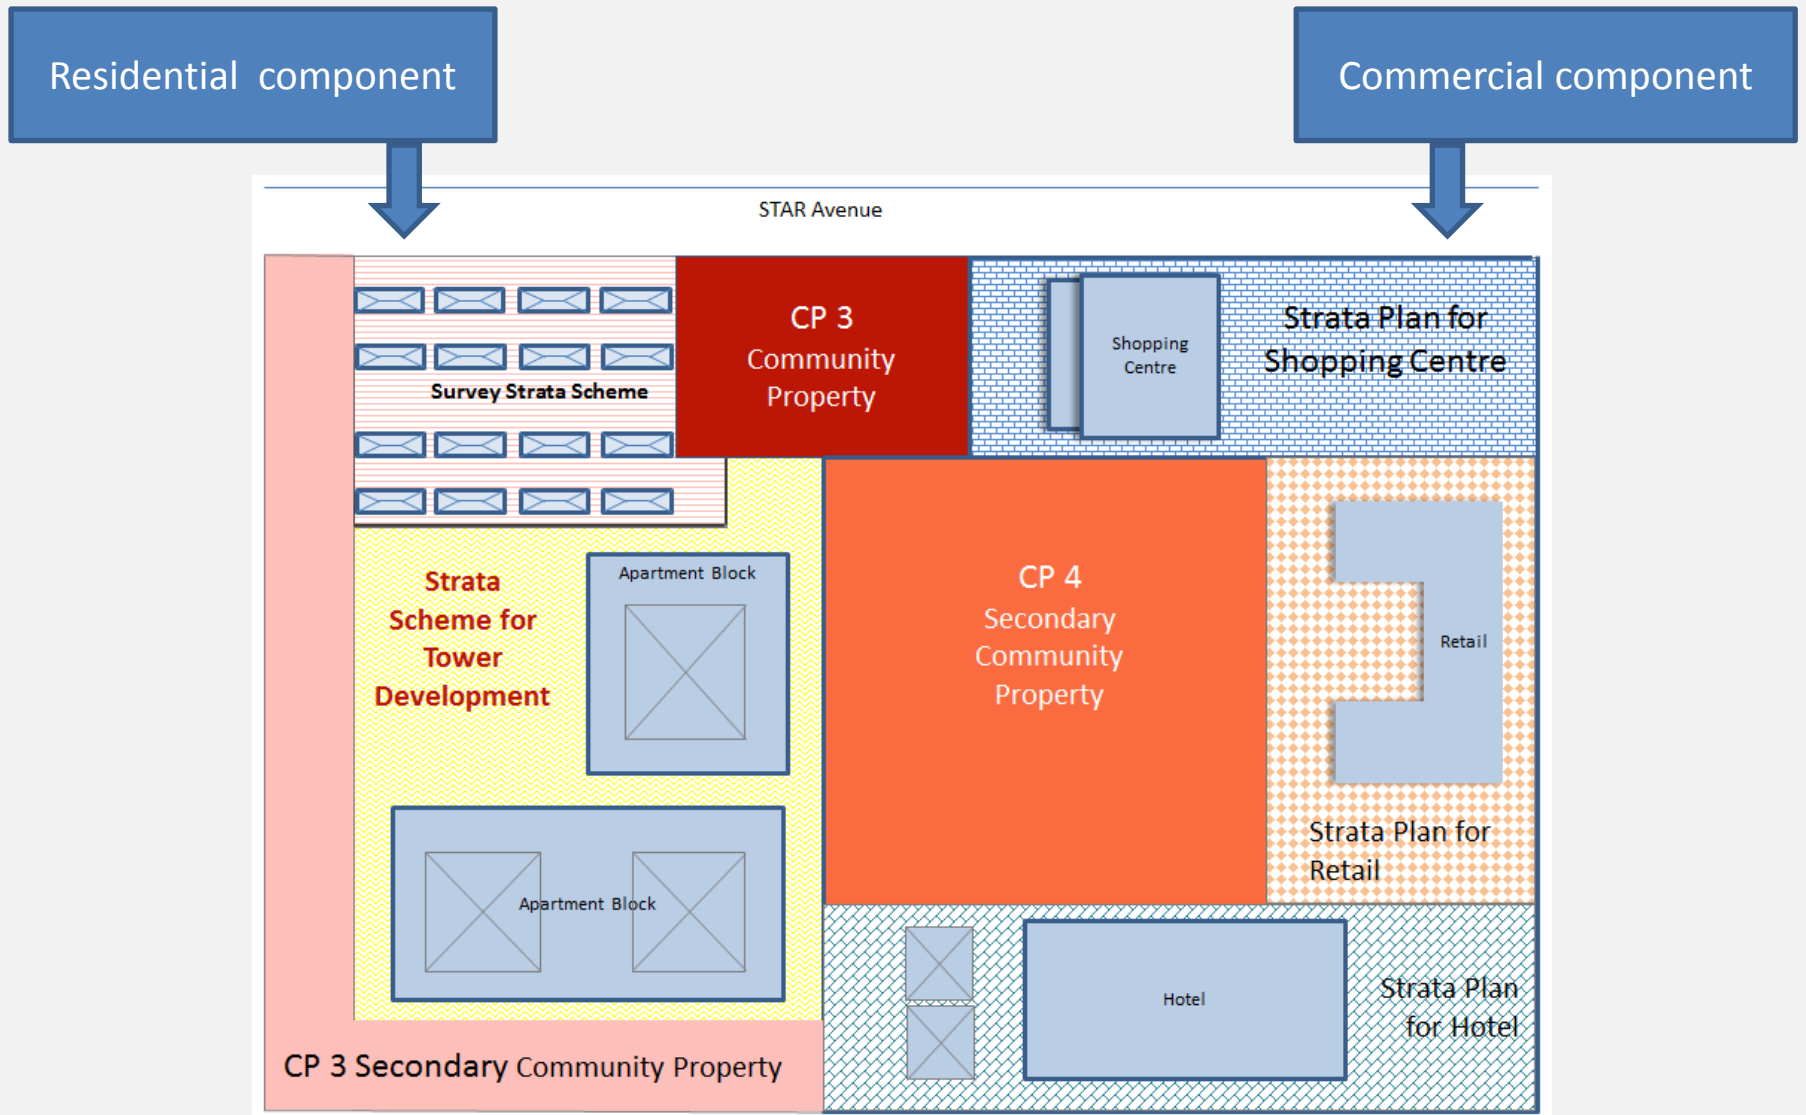 Residential component
Commercial component
STAR Avenue
CP 3
Community
Property
Shopping
Centre
Strata Plan for
Shopping Centre
Survey Strata Scheme
Strata
Scheme for
Tower
Development
Apartment Block
CP 4
Secondary
Community
Property
Retail
Strata Plan for
Retail
Apartment Block
Hotel
Strata Plan
for Hotel
CP 3 Secondary Community Property